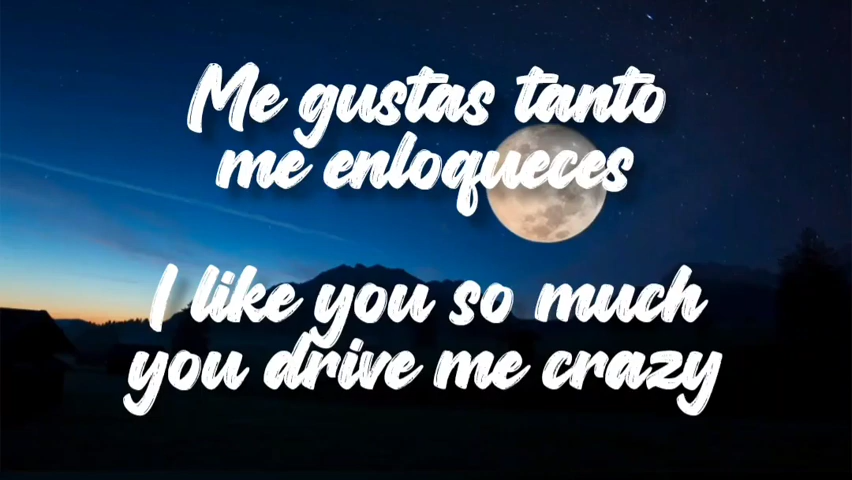 Me gustas tanto
me enloqueces
I like you so much
you drive me crazy